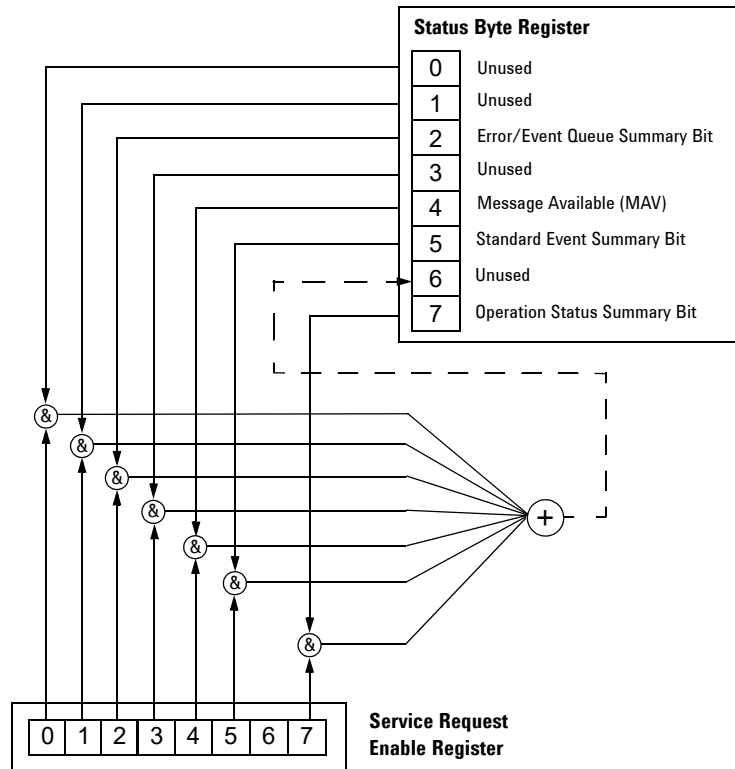 Status Byte Register
0 Unused
1 Unused
2 Error/Event Queue Summary Bit
3 Unused
4 Message Available (MAV)
5 Standard Event Summary Bit
6 Unused
7 Operation Status Summary Bit
&
&
&
&
&
&
&
+
0 1 2 3 4 5 6 7
Service Request
Enable Register